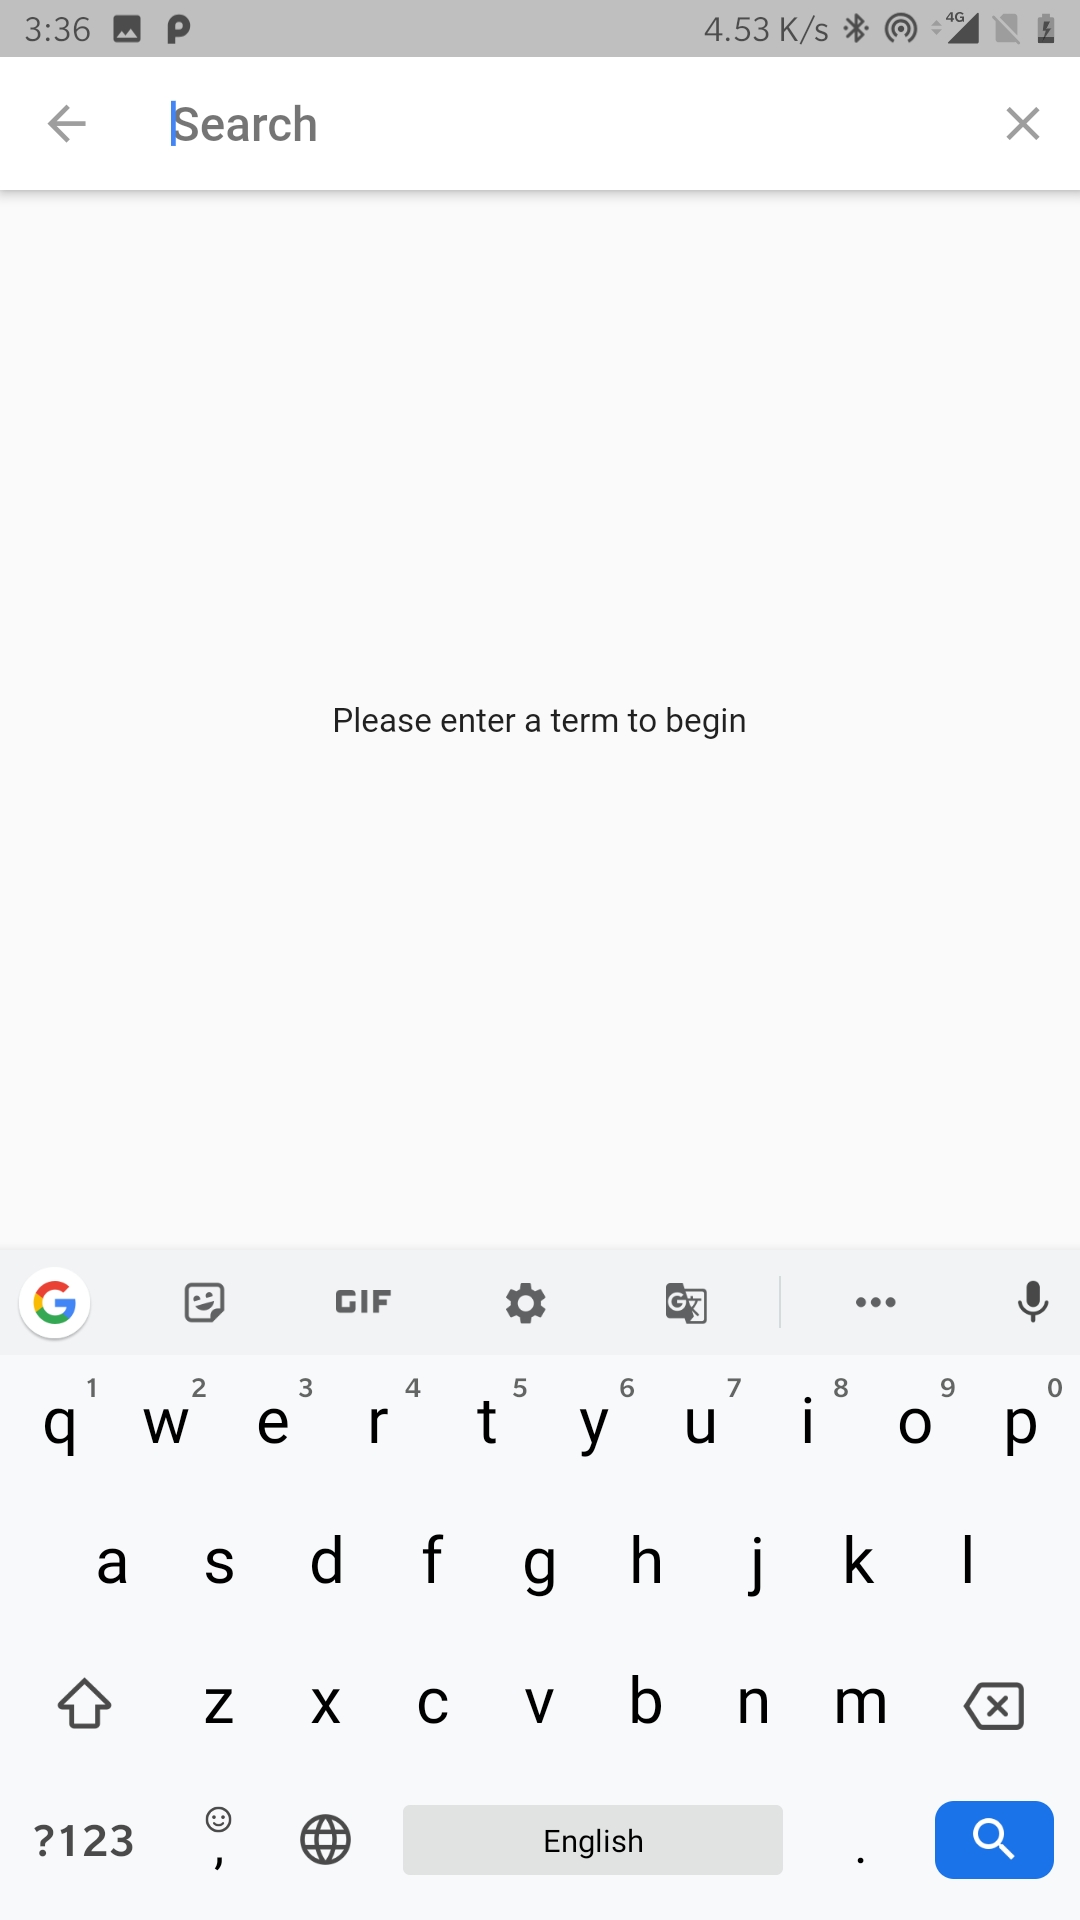 3:36 4.53 K/s 4G
Search
Please enter a term to begin
GIF G 文
q 1 w 2 e 3 r 4 t 5 y 6 u 7 i 8 o 9 p 0
a s d f g h j k l
z x c v b n m
?123 , English .